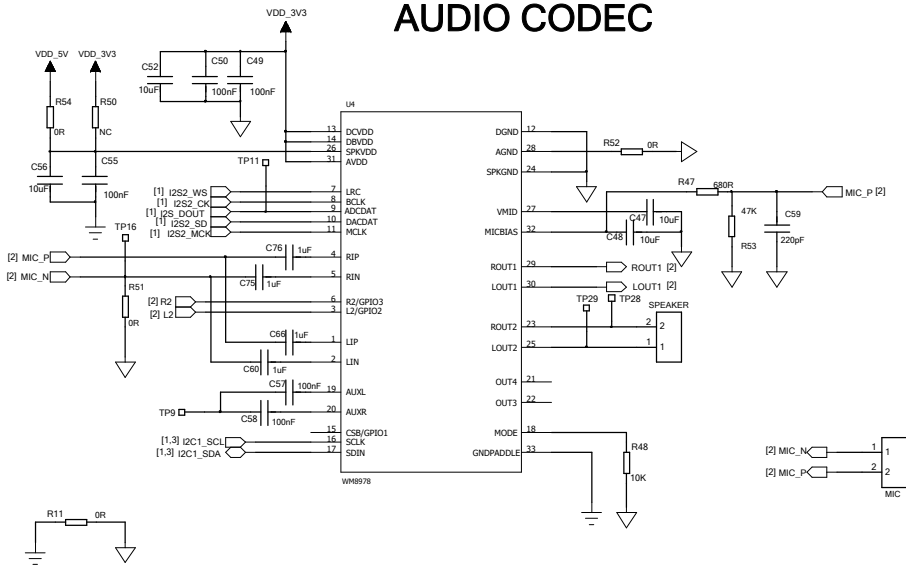 AUDIO CODEC
VDD_3V3
VDD_5V
VDD_3V3
C52
10uF
C50
100nF
C49
100nF
R54
0R
R50
NC
C56
10uF
C55
100nF
TP11
U4
13 DCVDD
14 DBVDD
26 SPKVDD
31 AVDD
[1] I2S2_WS 7 LRC
[1] I2S2_CK 8 BCLK
[1] I2S_DOUT 9 ADCDAT
[1] I2S2_SD 10 DACDAT
[1] I2S2_MCK 11 MCLK
TP16
[2] MIC_P C76 1uF 4 RIP
[2] MIC_N C75 1uF 5 RIN
R51
0R
[2] R2 6 R2/GPIO3
[2] L2 3 L2/GPIO2
C66 1uF 1 LIP
C60 1uF 2 LIN
C57 100nF 19 AUXL
TP9 C58 100nF 20 AUXR
15 CSB/GPIO1
[1,3] I2C1_SCL 16 SCLK
[1,3] I2C1_SDA 17 SDIN
WM8978
DGND 12
AGND 28 R52 0R
SPKGND 24
R47 680R MIC_P [2]
VMID 27 C47 10uF
MICBIAS 32 C48 10uF
47K
R53
C59
220pF
ROUT1 29 ROUT1 [2]
LOUT1 30 LOUT1 [2]
TP29 TP28 SPEAKER
ROUT2 23 2 2
LOUT2 25 1 1
OUT4 21
OUT3 22
MODE 18
GNDPADDLE 33
R48
10K
[2] MIC_N 1 1
[2] MIC_P 2 2
MIC
R11 0R